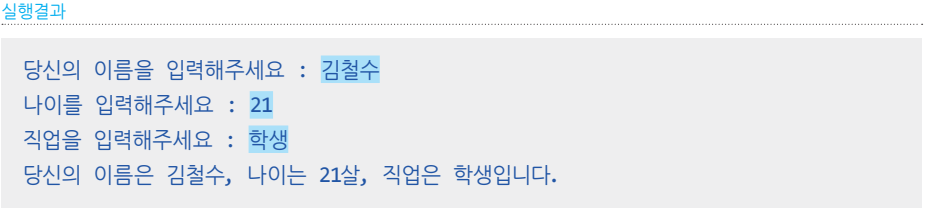 실행결과
당신의 이름을 입력해주세요 : 김철수
나이를 입력해주세요 : 21
직업을 입력해주세요 : 학생
당신의 이름은 김철수, 나이는 21살, 직업은 학생입니다.